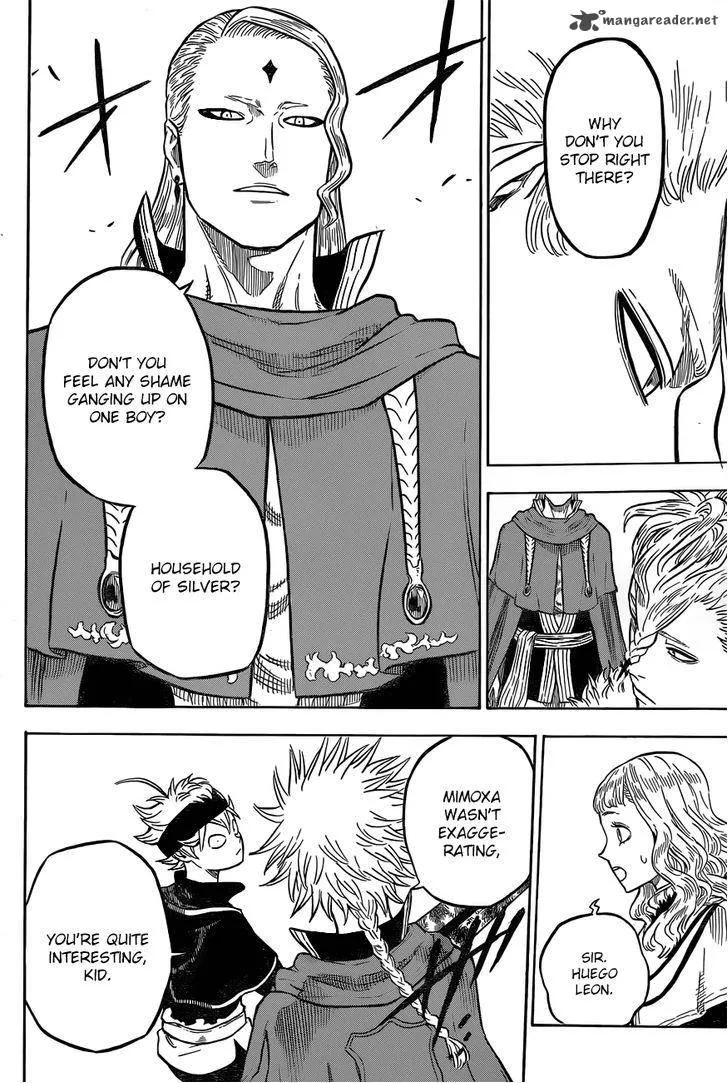 mangareader.net
WHY
DON'T YOU
STOP RIGHT
THERE?
DON'T YOU
FEEL ANY SHAME
GANGING UP ON
ONE BOY?
HOUSEHOLD
OF SILVER?
SIR.
HUEGO
LEON.
MIMOXA
WASN'T
EXAGGE-
RATING,
YOU'RE QUITE
INTERESTING,
KID.